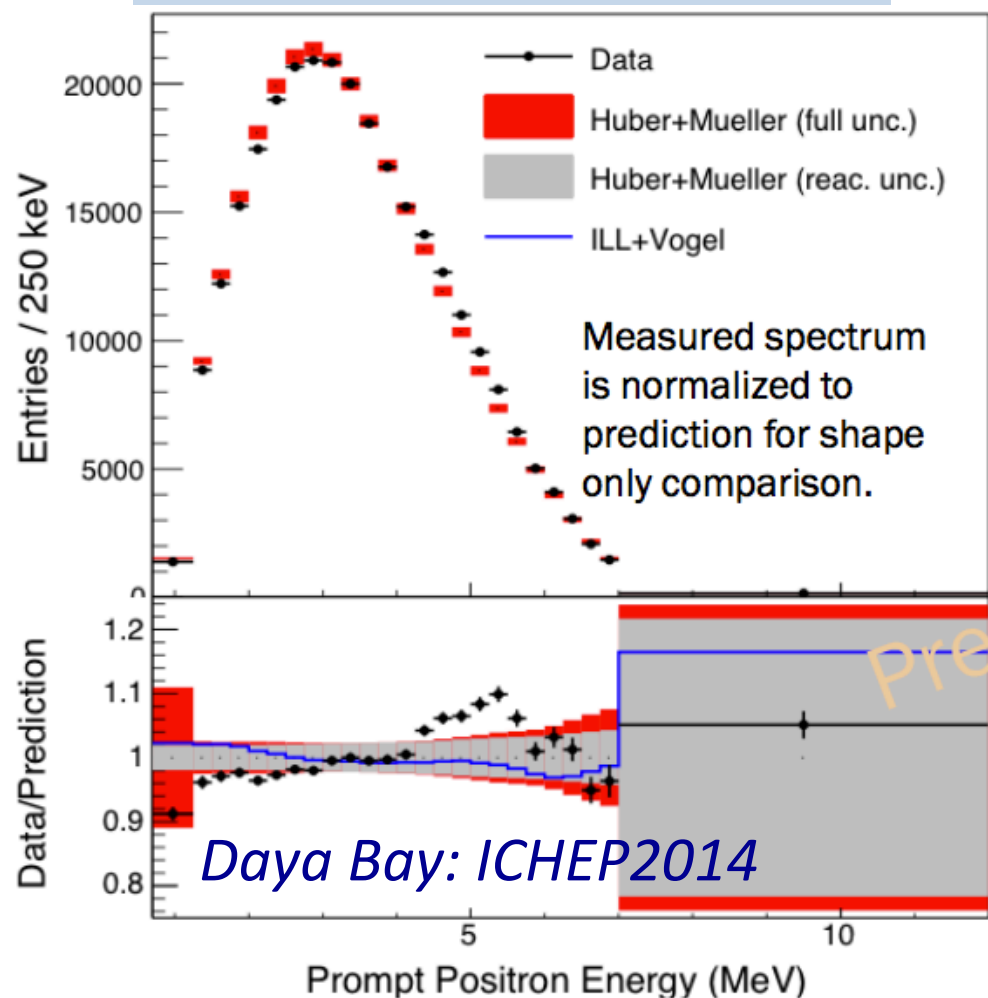 Data
Huber+Mueller (full unc.)
Huber+Mueller (reac. unc.)
ILL+Vogel
Measured spectrum
is normalized to
prediction for shape
only comparison.
Entries / 250 keV
20000
15000
10000
5000
0
Data/Prediction
1.2
1.1
1
0.9
0.8
Pre
Daya Bay: ICHEP2014
5
10
Prompt Positron Energy (MeV)